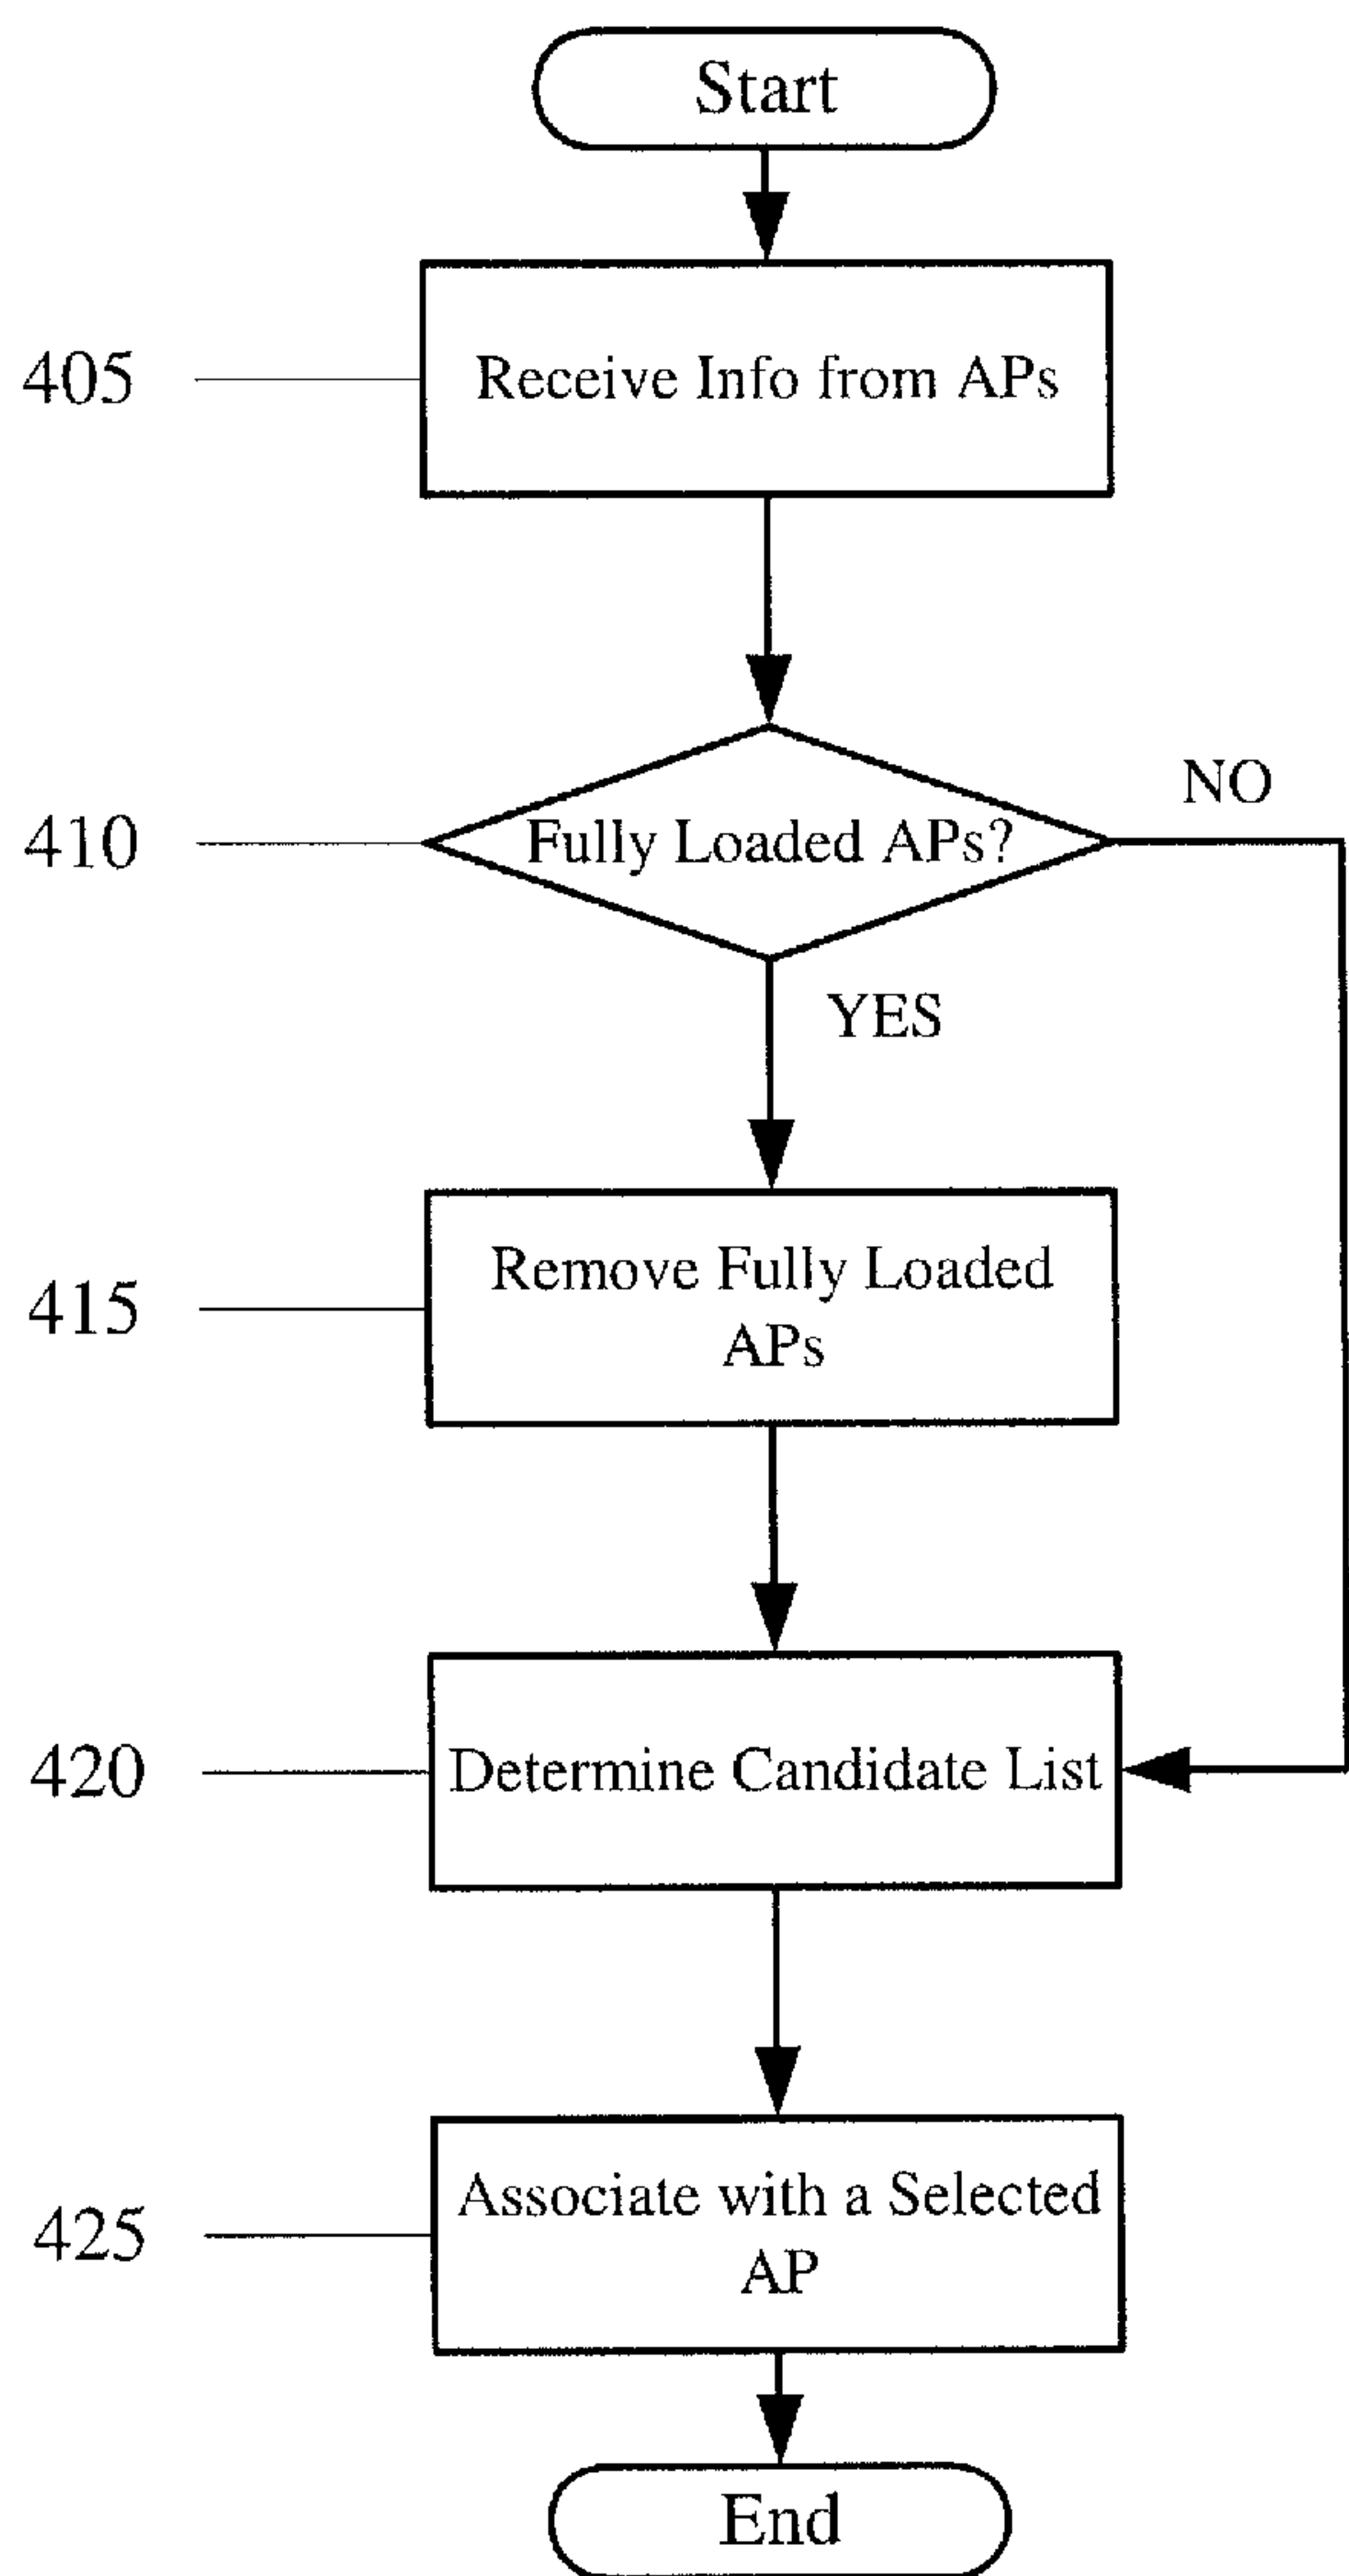 Start
405
Receive Info from APs
410
Fully Loaded APs?
NO
YES
415
Remove Fully Loaded
APs
420
Determine Candidate List
425
Associate with a Selected
AP
End